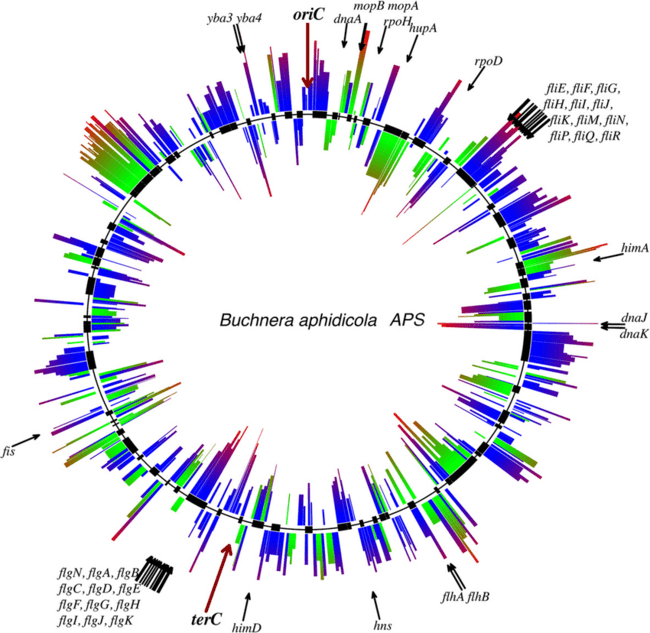 mopB mopA
oriC
yba3 yba4
dnaA
rpoH
hupA
rpoD
fliE, fliF, fliG,
fliH, fliI, fliJ,
fliK, fliM, fliN,
fliP, fliQ, fliR
himA
Buchnera aphidicola APS
dnaJ
dnaK
fis
flgN, flgA, flgB
flgC, flgD, flgE
flgF, flgG, flgH
flgI, flgJ, flgK
terC
himD
hns
flhA flhB